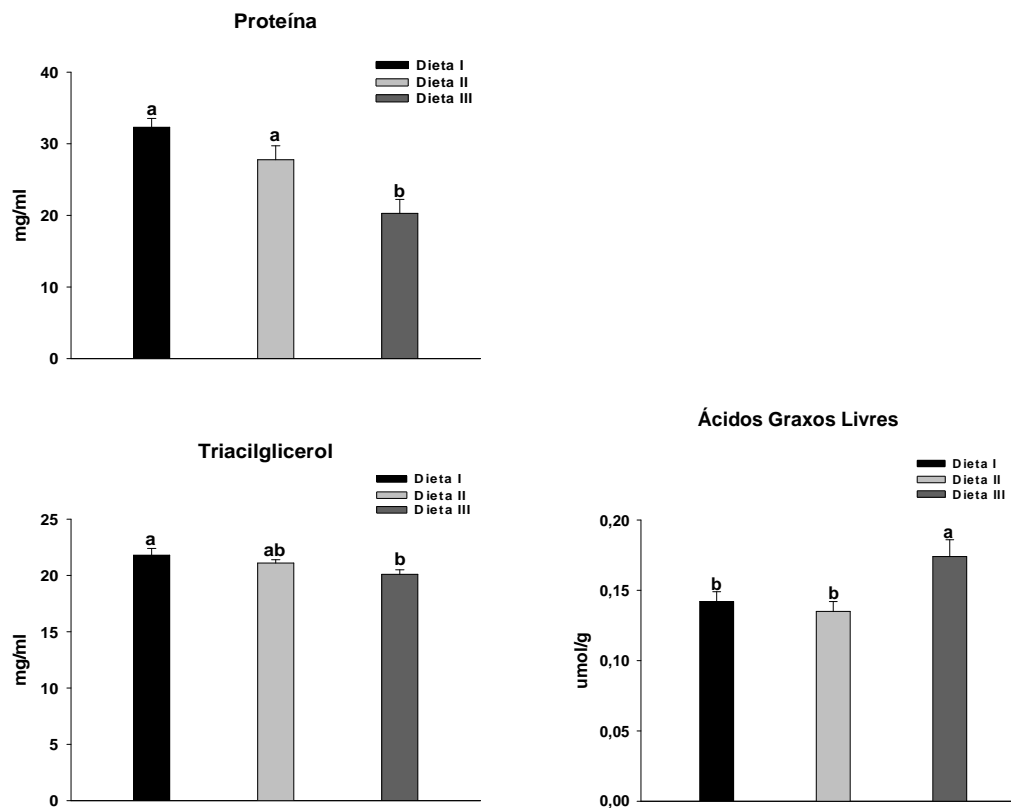 Proteína
Dieta I
Dieta II
Dieta III
40
30
20
10
0
mg/ml
a
a
b
Triacilglicerol
Dieta I
Dieta II
Dieta III
25
20
15
10
5
0
mg/ml
a
ab
b
Ácidos Graxos Livres
Dieta I
Dieta II
Dieta III
0,20
0,15
0,10
0,05
0,00
umol/g
b
b
a